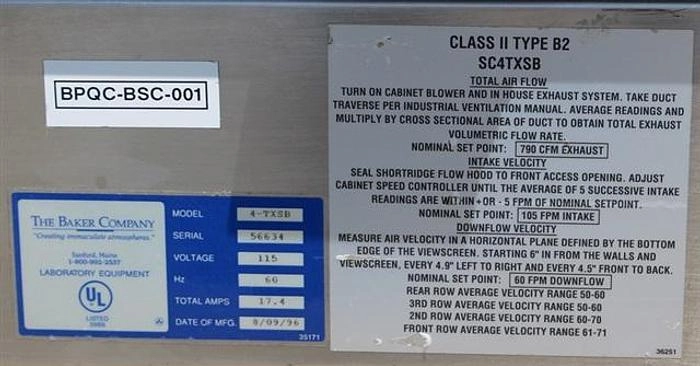 BPQC-BSC-001
THE BAKER COMPANY
"Creating immaculate atmospheres."
Sanford, Maine
1-800-992-2537
LABORATORY EQUIPMENT
UL
LISTED
MODEL 4-TXSB
SERIAL 56634
VOLTAGE 115
Hz 60
TOTAL AMPS 17.4
DATE OF MFG. 8/09/96
35171
CLASS II TYPE B2
SC4TXSB
TOTAL AIR FLOW
TURN ON CABINET BLOWER AND IN HOUSE EXHAUST SYSTEM. TAKE DUCT
TRAVERSE PER INDUSTRIAL VENTILATION MANUAL. AVERAGE READINGS AND
MULTIPLY BY CROSS SECTIONAL AREA OF DUCT TO OBTAIN TOTAL EXHAUST
VOLUMETRIC FLOW RATE.
NOMINAL SET POINT: 790 CFM EXHAUST
INTAKE VELOCITY
SEAL SHORTRIDGE FLOW HOOD TO FRONT ACCESS OPENING. ADJUST
CABINET SPEED CONTROLLER UNTIL THE AVERAGE OF 5 SUCCESSIVE INTAKE
READINGS ARE WITHIN + OR - 5 FPM OF NOMINAL SETPOINT.
NOMINAL SET POINT: 105 FPM INTAKE
DOWNFLOW VELOCITY
MEASURE AIR VELOCITY IN A HORIZONTAL PLANE DEFINED BY THE BOTTOM
EDGE OF THE VIEWSCREEN. STARTING 6" IN FROM THE WALLS AND
VIEWSCREEN, EVERY 4.9" LEFT TO RIGHT AND EVERY 4.5" FRONT TO BACK.
NOMINAL SET POINT: 60 FPM DOWNFLOW
REAR ROW AVERAGE VELOCITY RANGE 50-60
3RD ROW AVERAGE VELOCITY RANGE 50-60
2ND ROW AVERAGE VELOCITY RANGE 60-70
FRONT ROW AVERAGE VELOCITY RANGE 61-71
36251